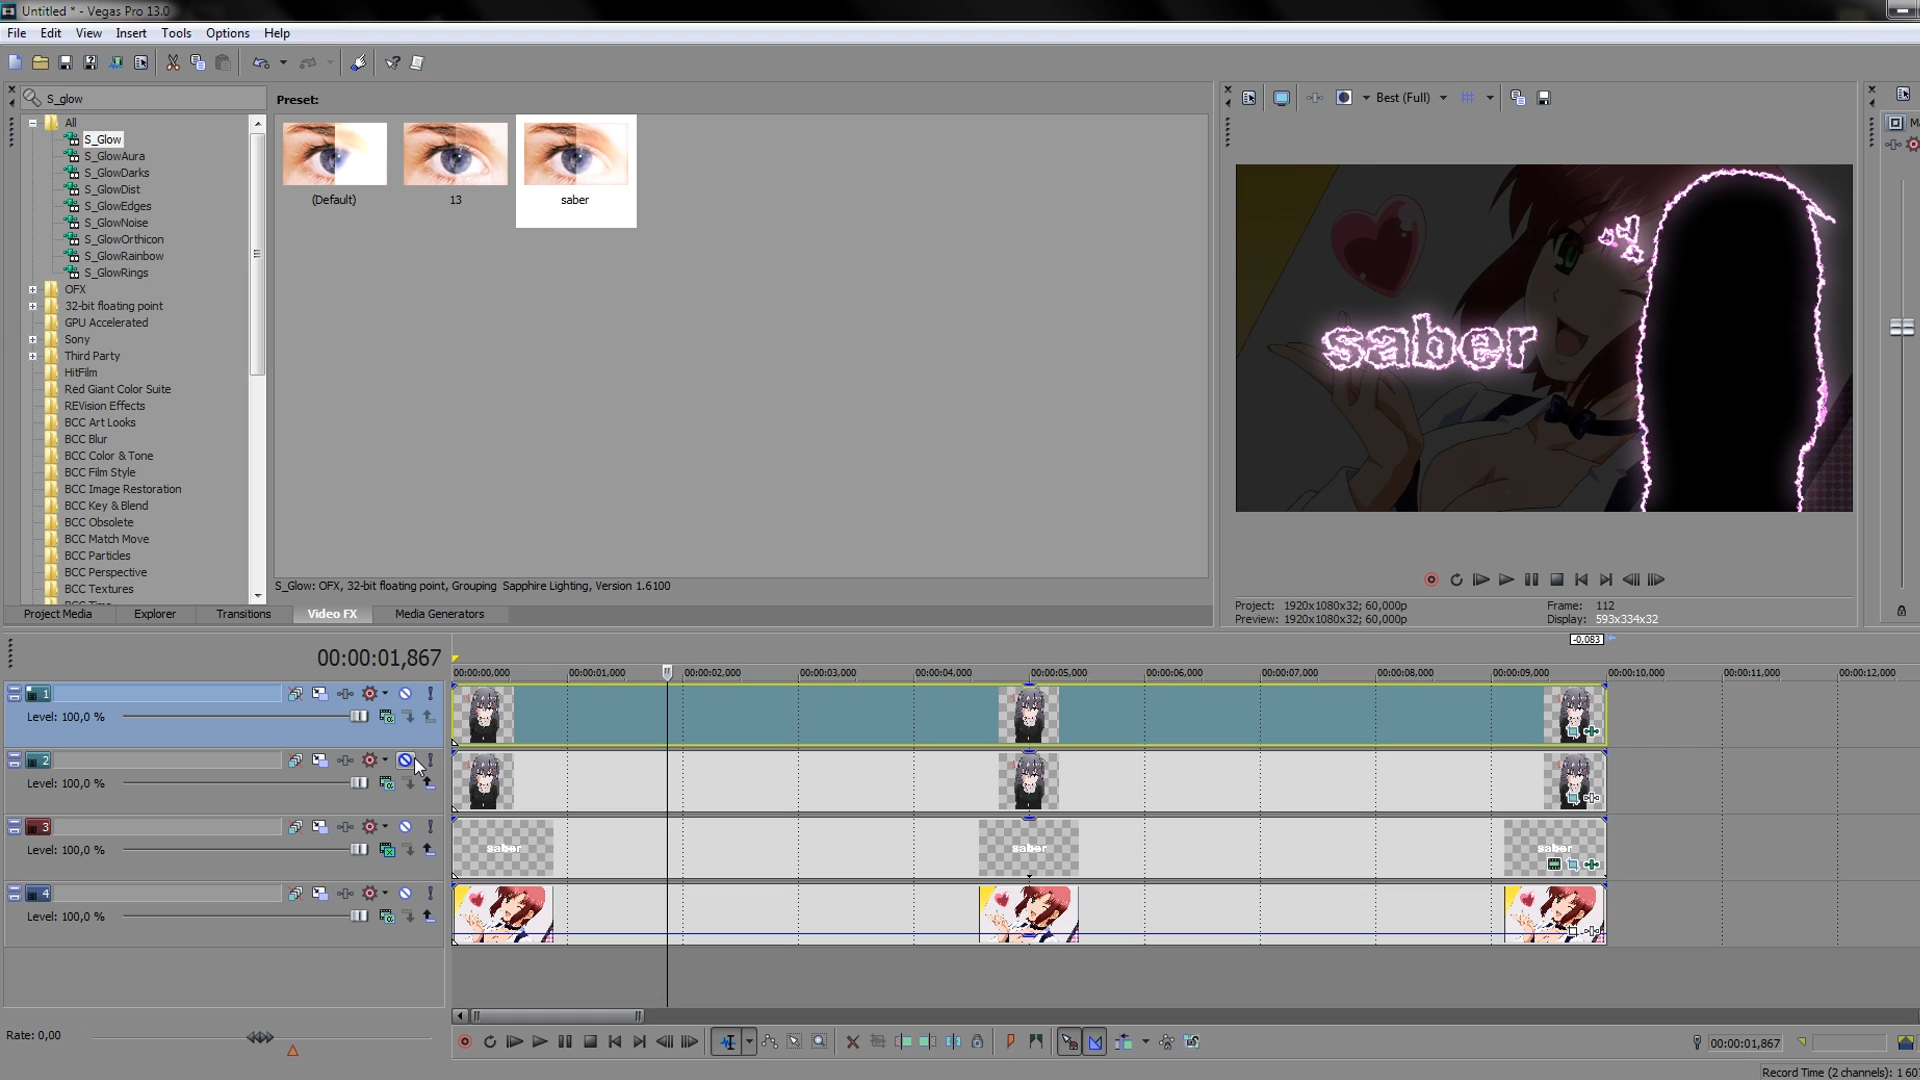 Untitled * - Vegas Pro 13.0
File Edit View Insert Tools Options Help
S_glow
Preset:
All
S_Glow
S_GlowAura
S_GlowDarks
S_GlowDist
S_GlowEdges
S_GlowNoise
S_GlowOrthicon
S_GlowRainbow
S_GlowRings
OFX
32-bit floating point
GPU Accelerated
Sony
Third Party
HitFilm
Red Giant Color Suite
REVision Effects
BCC Art Looks
BCC Blur
BCC Color & Tone
BCC Film Style
BCC Image Restoration
BCC Key & Blend
BCC Obsolete
BCC Match Move
BCC Particles
BCC Perspective
BCC Textures
(Default) 13 saber
S_Glow: OFX, 32-bit floating point, Grouping Sapphire Lighting, Version 1.6100
Project Media Explorer Transitions Video FX Media Generators
Best (Full)
saber
Project: 1920x1080x32; 60,000p Frame: 112
Preview: 1920x1080x32; 60,000p Display: 593x334x32
-0.083
00:00:01,867
00:00:00,000 00:00:01,000 00:00:02,000 00:00:03,000 00:00:04,000 00:00:05,000 00:00:06,000 00:00:07,000 00:00:08,000 00:00:09,000 00:00:10,000 00:00:11,000 00:00:12,000
1
Level: 100,0 %
2
Level: 100,0 %
3
Level: 100,0 %
saber saber saber
4
Level: 100,0 %
Rate: 0,00
00:00:01,867
Record Time (2 channels): 1 60